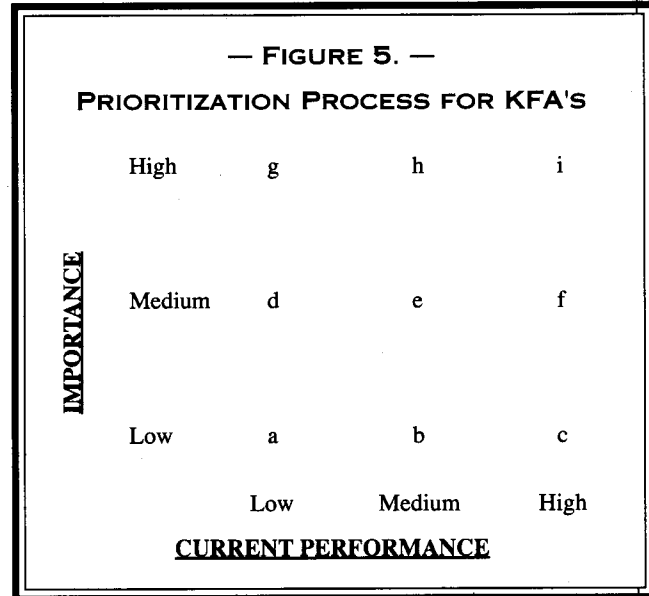 — FIGURE 5. —
PRIORITIZATION PROCESS FOR KFA'S
High g h i
IMPORTANCE
Medium d e f
Low a b c
Low Medium High
CURRENT PERFORMANCE